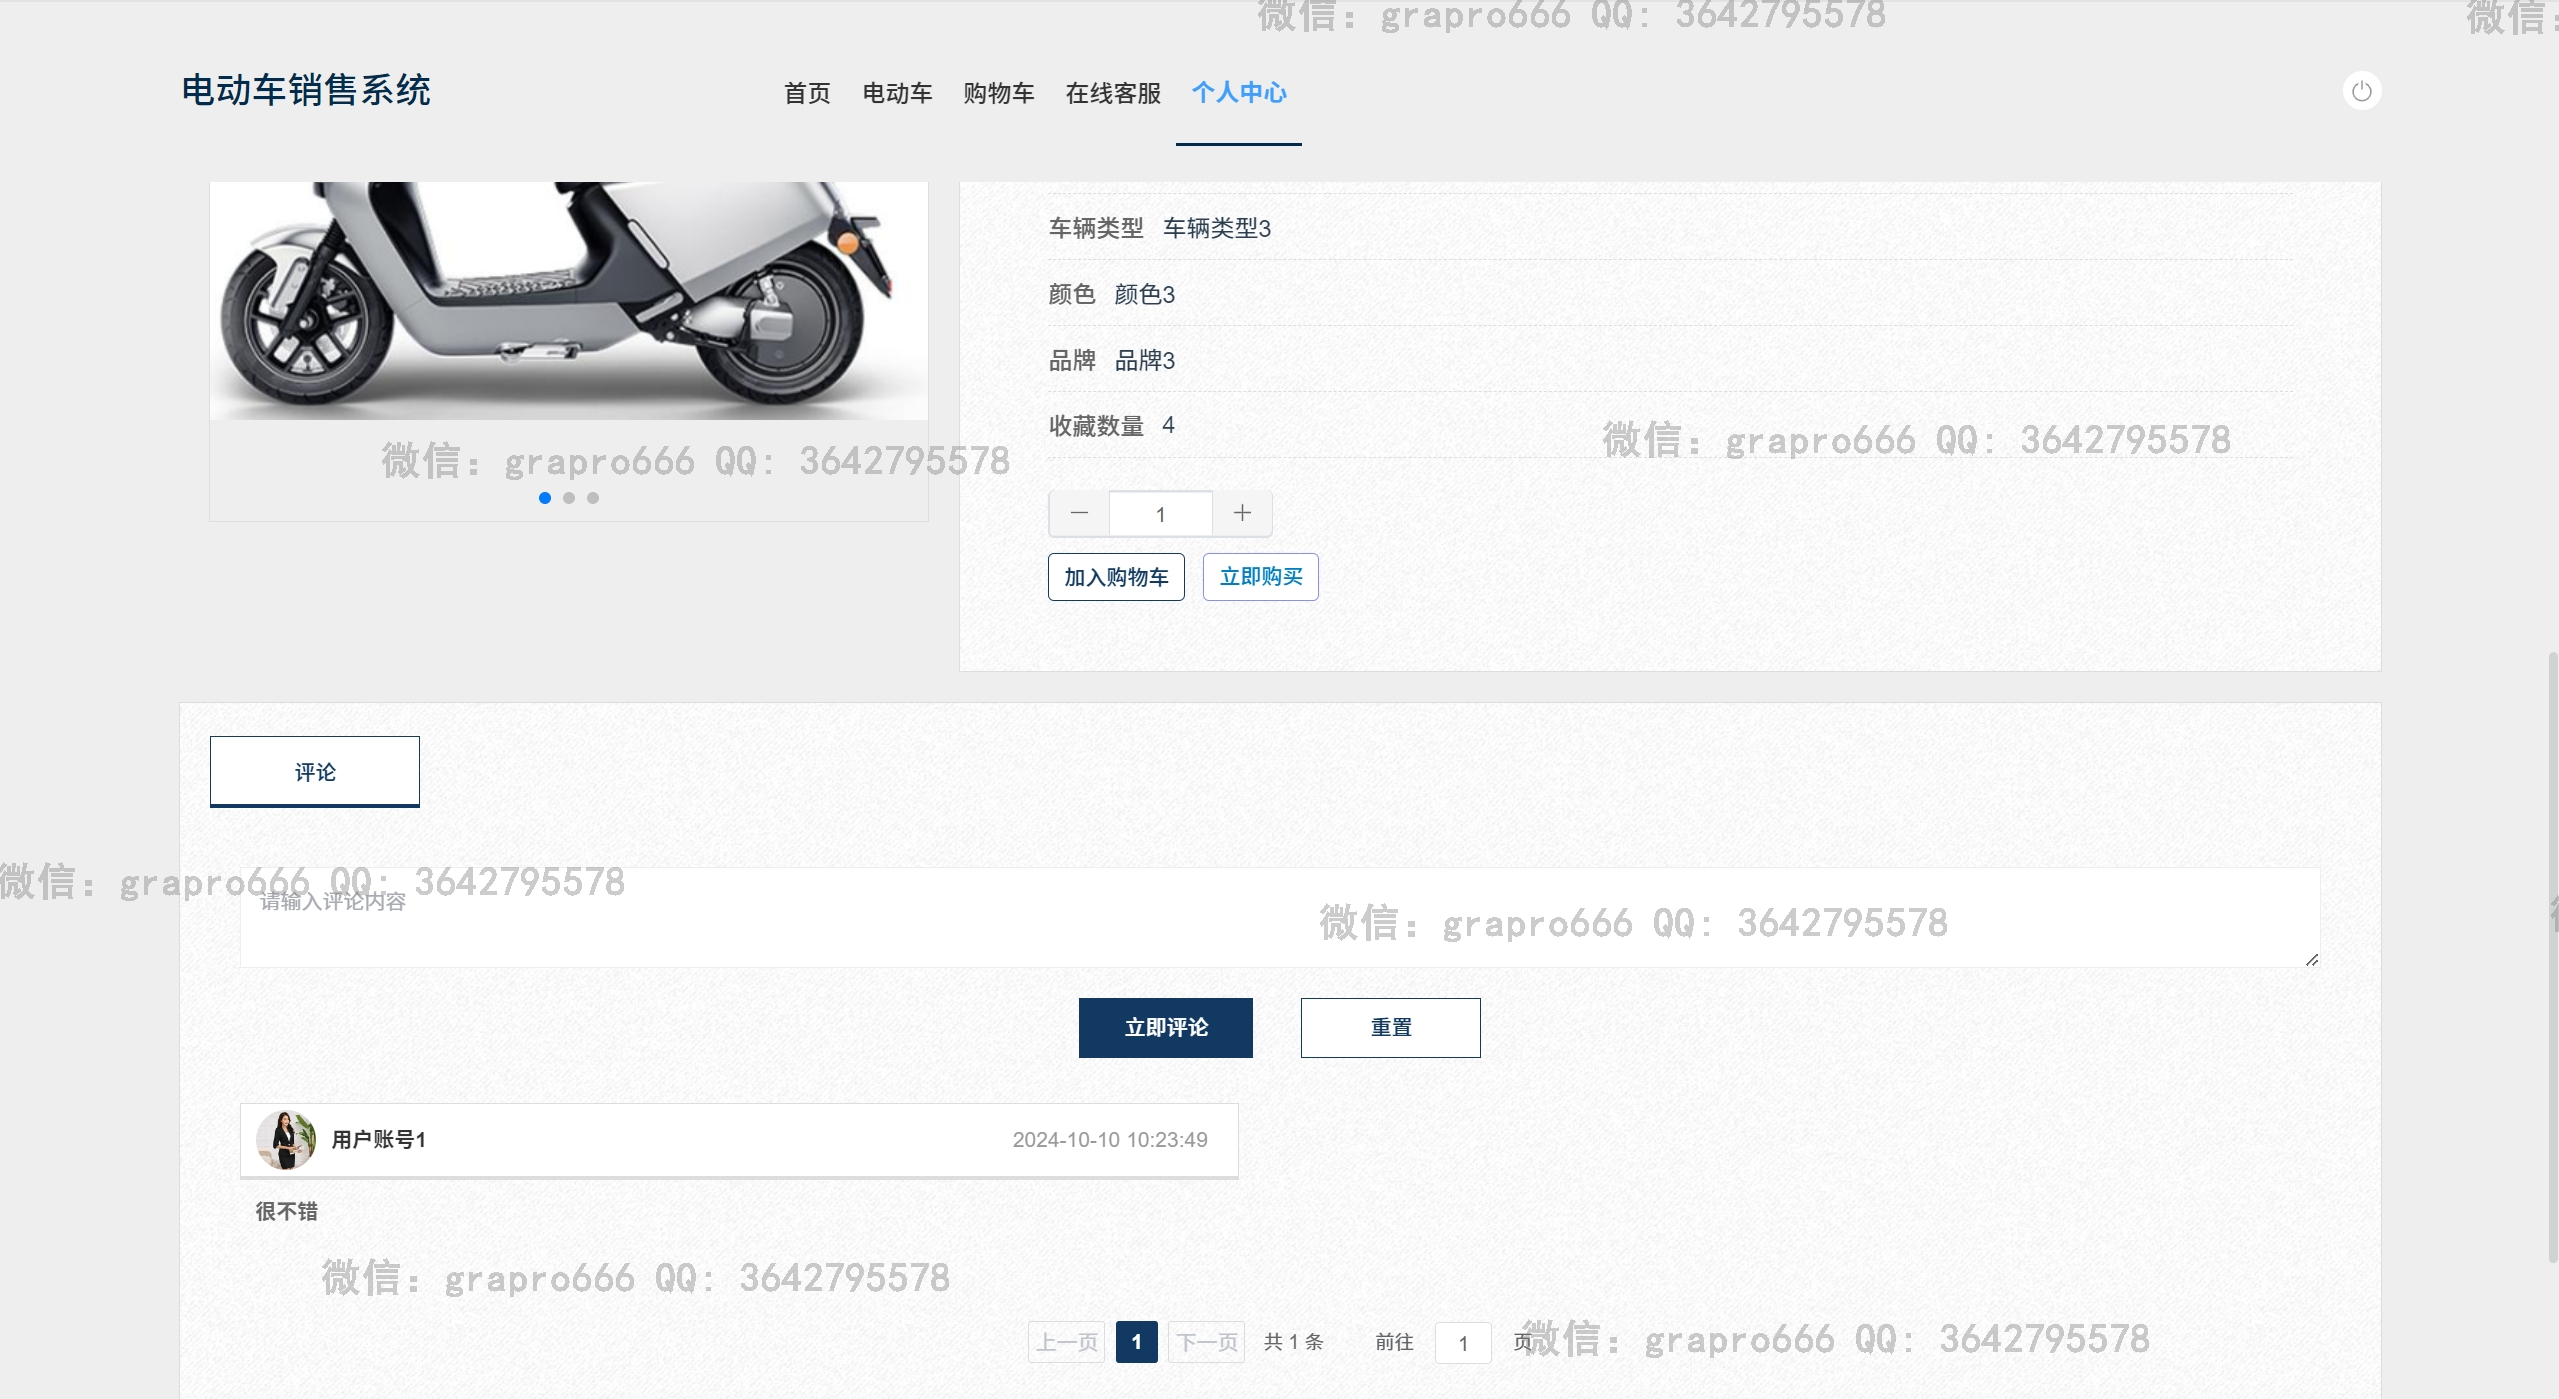 微信: grapro666 QQ: 3642795578
微信:
电动车销售系统
首页 电动车 购物车 在线客服 个人中心
车辆类型 车辆类型3
颜色 颜色3
品牌 品牌3
收藏数量 4
微信: grapro666 QQ: 3642795578
微信: grapro666 QQ: 3642795578
1
加入购物车 立即购买
评论
微信: grapro666 QQ: 3642795578
请输入评论内容
微信: grapro666 QQ: 3642795578
立即评论 重置
用户账号1 2024-10-10 10:23:49
很不错
微信: grapro666 QQ: 3642795578
上一页 1 下一页 共 1 条 前往 1 页
微信: grapro666 QQ: 3642795578